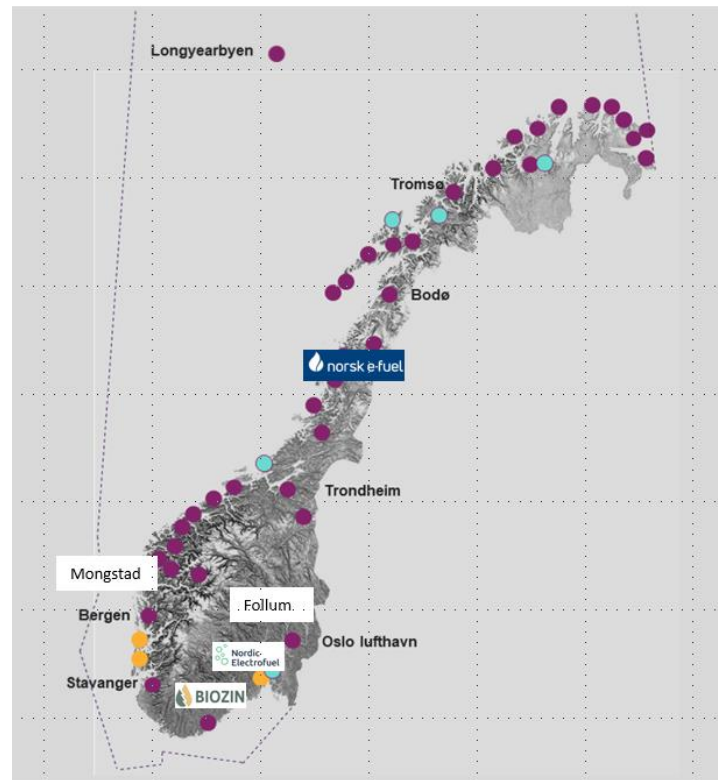 Longyearbyen
Tromsø
Bodø
norsk e-fuel
Trondheim
Mongstad
Follum
Bergen
Oslo lufthavn
Nordic
Electrofuel
Stavanger
BIOZIN